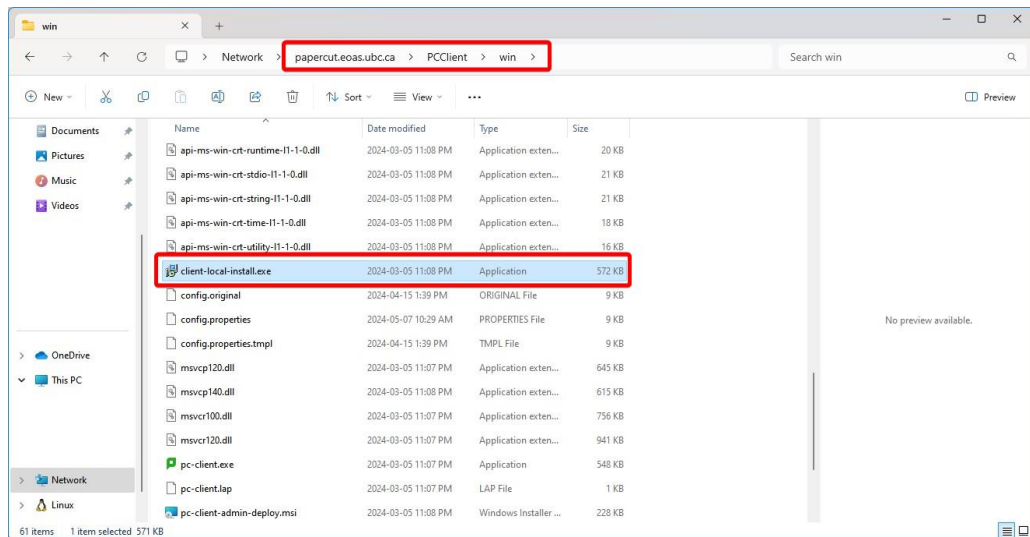 win
Network > papercut.eoas.ubc.ca > PCClient > win >
Search win
New
Sort
View
Preview
Documents
Pictures
Music
Videos
OneDrive
This PC
Network
Linux
Name Date modified Type Size
api-ms-win-crt-runtime-l1-1-0.dll 2024-03-05 11:08 PM Application exten... 20 KB
api-ms-win-crt-stdio-l1-1-0.dll 2024-03-05 11:08 PM Application exten... 21 KB
api-ms-win-crt-string-l1-1-0.dll 2024-03-05 11:08 PM Application exten... 21 KB
api-ms-win-crt-time-l1-1-0.dll 2024-03-05 11:08 PM Application exten... 18 KB
api-ms-win-crt-utility-l1-1-0.dll 2024-03-05 11:08 PM Application exten... 16 KB
client-local-install.exe 2024-03-05 11:08 PM Application 572 KB
config.original 2024-04-15 1:39 PM ORIGINAL File 9 KB
config.properties 2024-05-07 10:29 AM PROPERTIES File 9 KB
config.properties.tmpl 2024-04-15 1:39 PM TMPL File 9 KB
msvcp120.dll 2024-03-05 11:07 PM Application exten... 645 KB
msvcp140.dll 2024-03-05 11:08 PM Application exten... 615 KB
msvcr100.dll 2024-03-05 11:07 PM Application exten... 756 KB
msvcr120.dll 2024-03-05 11:07 PM Application exten... 941 KB
pc-client.exe 2024-03-05 11:07 PM Application 548 KB
pc-client.lap 2024-03-05 11:07 PM LAP File 1 KB
pc-client-admin-deploy.msi 2024-03-05 11:08 PM Windows Installer ... 228 KB
No preview available.
61 items 1 item selected 571 KB